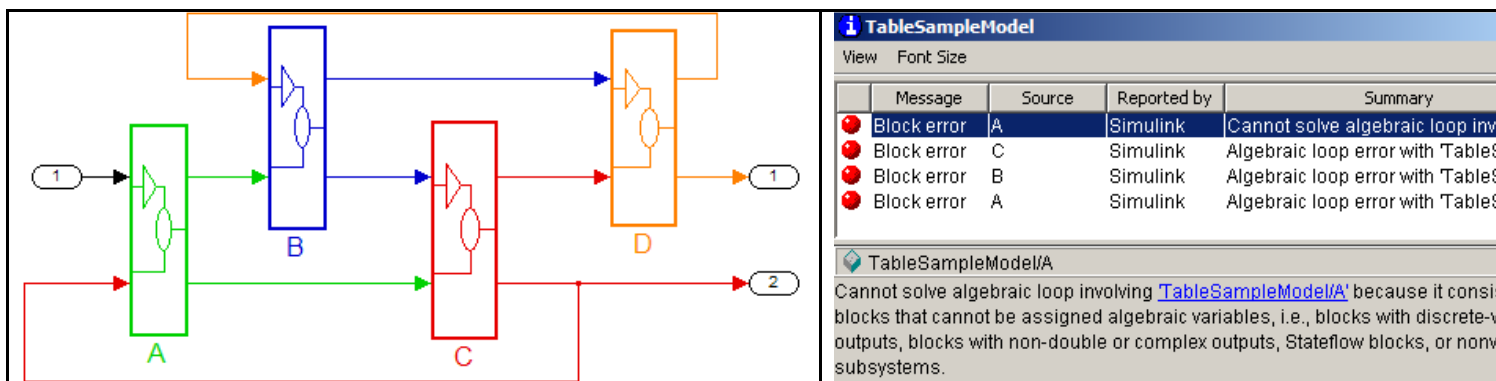 1
A
B
C
D
1
2
TableSampleModel
View Font Size
Message Source Reported by Summary
Block error A Simulink Cannot solve algebraic loop inv
Block error C Simulink Algebraic loop error with 'TableS
Block error B Simulink Algebraic loop error with 'TableS
Block error A Simulink Algebraic loop error with 'TableS
TableSampleModel/A
Cannot solve algebraic loop involving 'TableSampleModel/A' because it consi
blocks that cannot be assigned algebraic variables, i.e., blocks with discrete-v
outputs, blocks with non-double or complex outputs, Stateflow blocks, or nonv
subsystems.